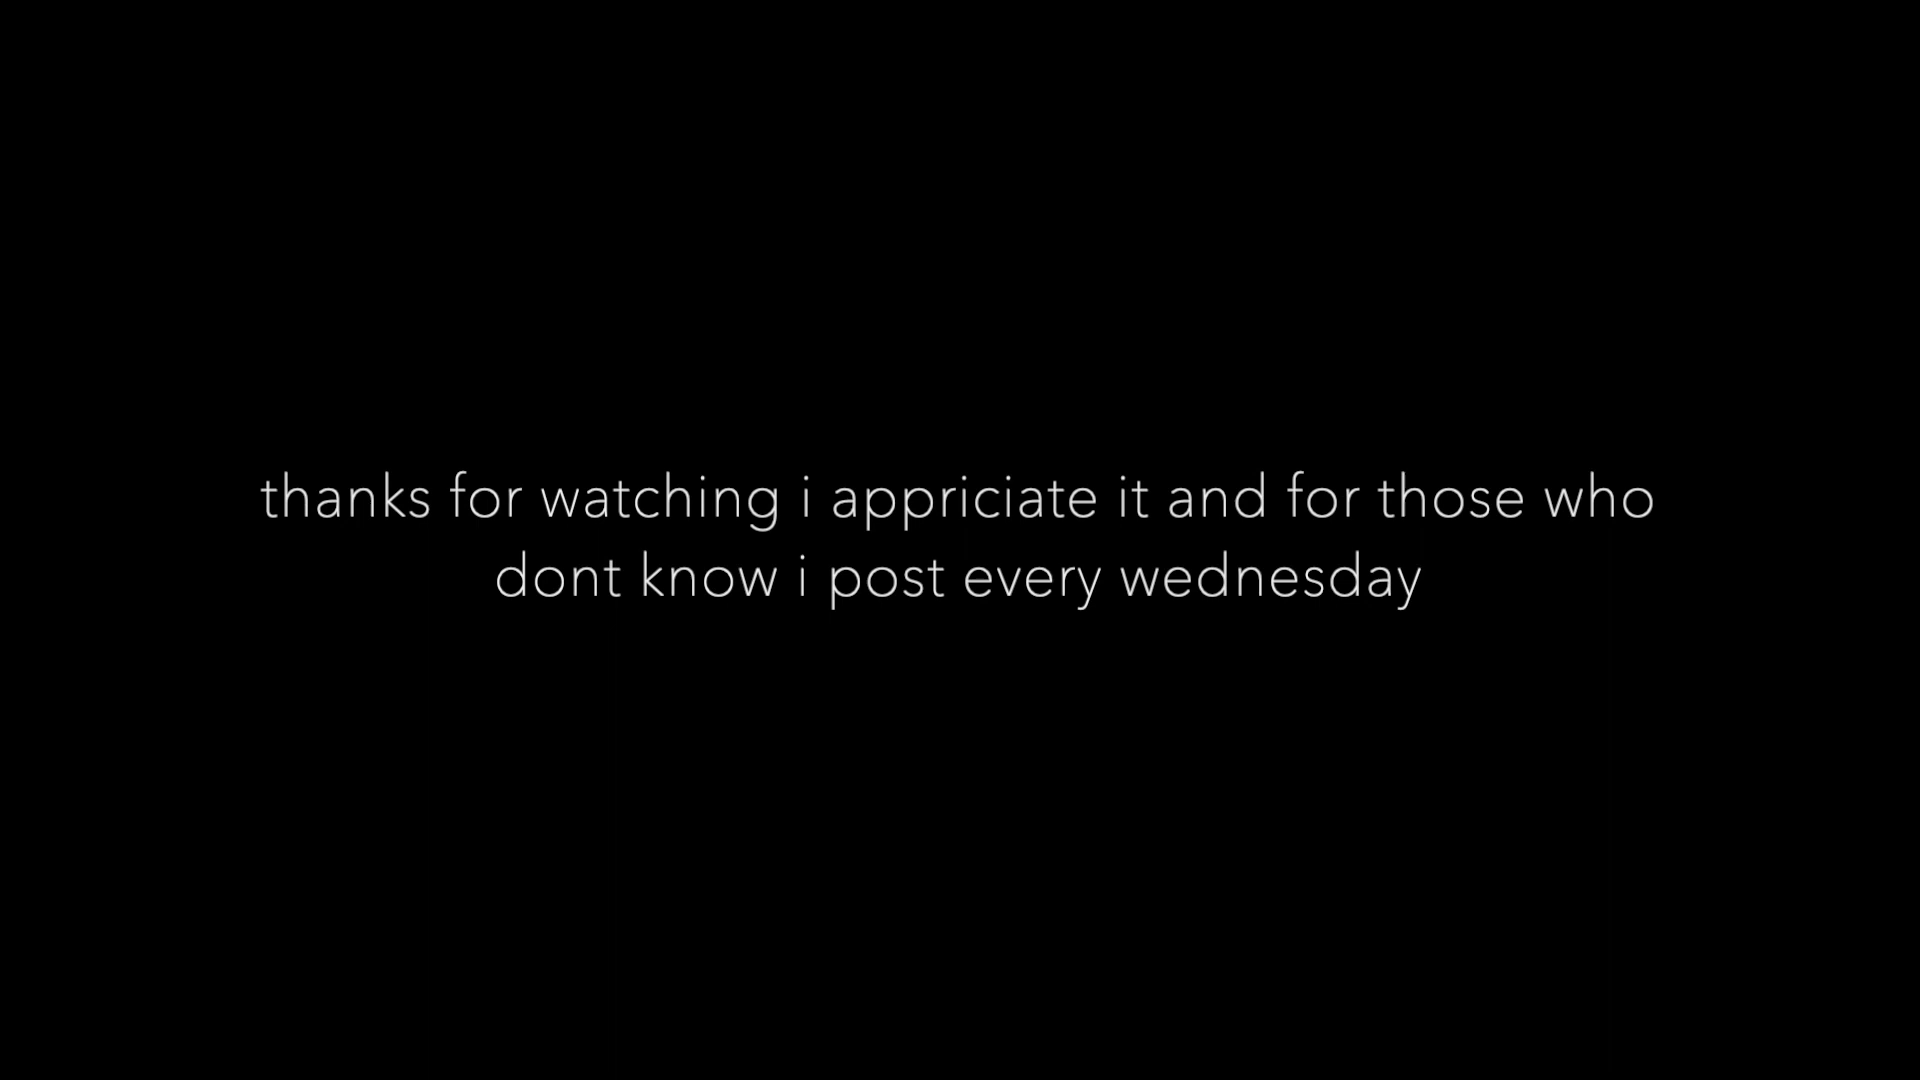 thanks for watching i appriciate it and for those who
dont know i post every wednesday